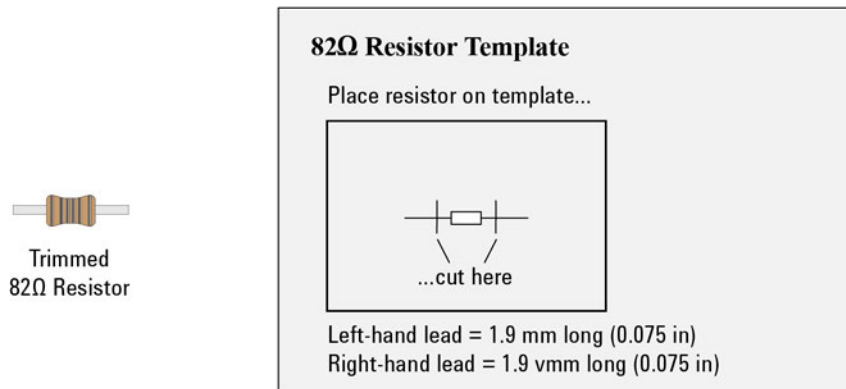 82Ω Resistor Template
Place resistor on template...
...cut here
Left-hand lead = 1.9 mm long (0.075 in)
Right-hand lead = 1.9 vmm long (0.075 in)
Trimmed
82Ω Resistor